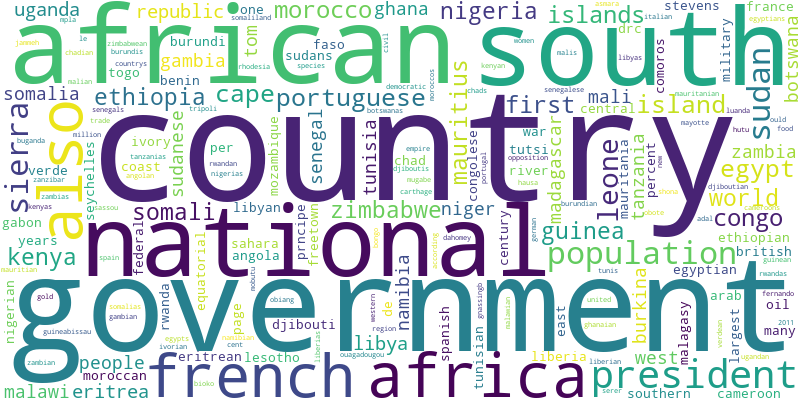 uganda
mpla
african
republic
morocco
ghana
nigeria
islands
stevens
france
egyptians
asmara
italian
somaliland
one
tom
gambia
burundi
faso
sudans
drc
military
botswana
south
togo
benin
somalia
ethiopia
cape
portuguese
mauritius
first
mali
central
island
sudan
comoros
sierra
also
country
sudanese
ivory
coast
per
senegal
mozambique
tunisia
chad
congolese
war
tutsi
river
madagascar
leone
mauritania
tanzania
percent
zambia
egypt
world
congo
verde
seychelles
gabon
years
kenya
somali
libyan
zimbabwe
niger
guinea
federal
sahara
angola
equatorial
freetown
century
national
population
ethiopian
british
nigerian
rwanda
page
djibouti
de
namibia
libya
spanish
east
burkina
egyptian
arab
oil
many
malagasy
largest
government
people
moroccan
malawi
eritrea
eritrean
lesotho
french
africa
tunisian
liberia
west
president
southern
cameroon
guineabissau
gold
spain
zambian
gambian
ivorian
bioko
mobutu
obiang
ouagadougou
western
region
dahomey
german
tunis
united
ghanaian
liberian
serer
fernando
2011
ugandan
rwandas
guinean
hutu
mayotte
food
ould
luanda
mauritanian
senegalese
libyas
kenyan
women
malis
chads
moroccos
democratic
civil
species
rhodesia
zimbabwean
burundis
countrys
chadian
malian
senegals
trade
buganda
million
tanzanias
zanzibar
zambias
kenyas
sassou
mauritian
angolan
rwandan
nigerias
tripoli
botswanas
empire
mugabe
carthage
portugal
opposition
hausa
djiboutis
burundian
djiboutian
adal
obote
shona
new